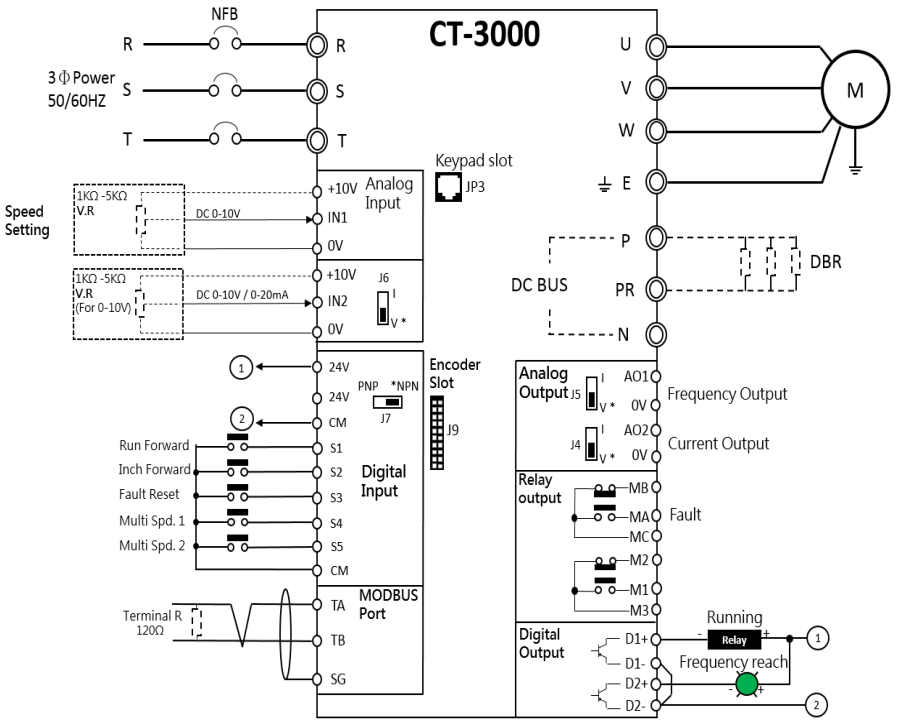 CT-3000
NFB
R
R
3 Φ Power
50/60HZ
S
S
T
T
U
V
W
E
M
Keypad slot
JP3
Speed
Setting
1KΩ -5KΩ
V.R
DC 0-10V
+10V
IN1
0V
Analog
Input
1KΩ -5KΩ
V.R
(For 0-10V)
DC 0-10V / 0-20mA
+10V
IN2
0V
J6
I
V *
DC BUS
P
PR
N
DBR
1
24V
24V
2
CM
PNP *NPN
J7
Encoder
Slot
J9
Run Forward
S1
Inch Forward
S2
Fault Reset
S3
Multi Spd. 1
S4
Multi Spd. 2
S5
CM
Digital
Input
MODBUS
Port
Terminal R
120Ω
TA
TB
SG
Analog
Output
J5
I
V *
AO1
0V
Frequency Output
J4
I
V *
AO2
0V
Current Output
Relay
output
MB
MA
MC
Fault
M2
M1
M3
Digital
Output
D1+
D1-
D2+
D2-
Running
- Relay +
1
Frequency reach
- +
2